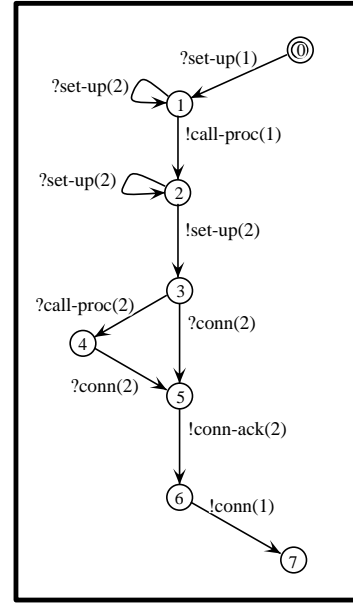 0
?set-up(1)
?set-up(2)
1
!call-proc(1)
?set-up(2)
2
!set-up(2)
3
?call-proc(2)
?conn(2)
4
?conn(2)
5
!conn-ack(2)
6
!conn(1)
7